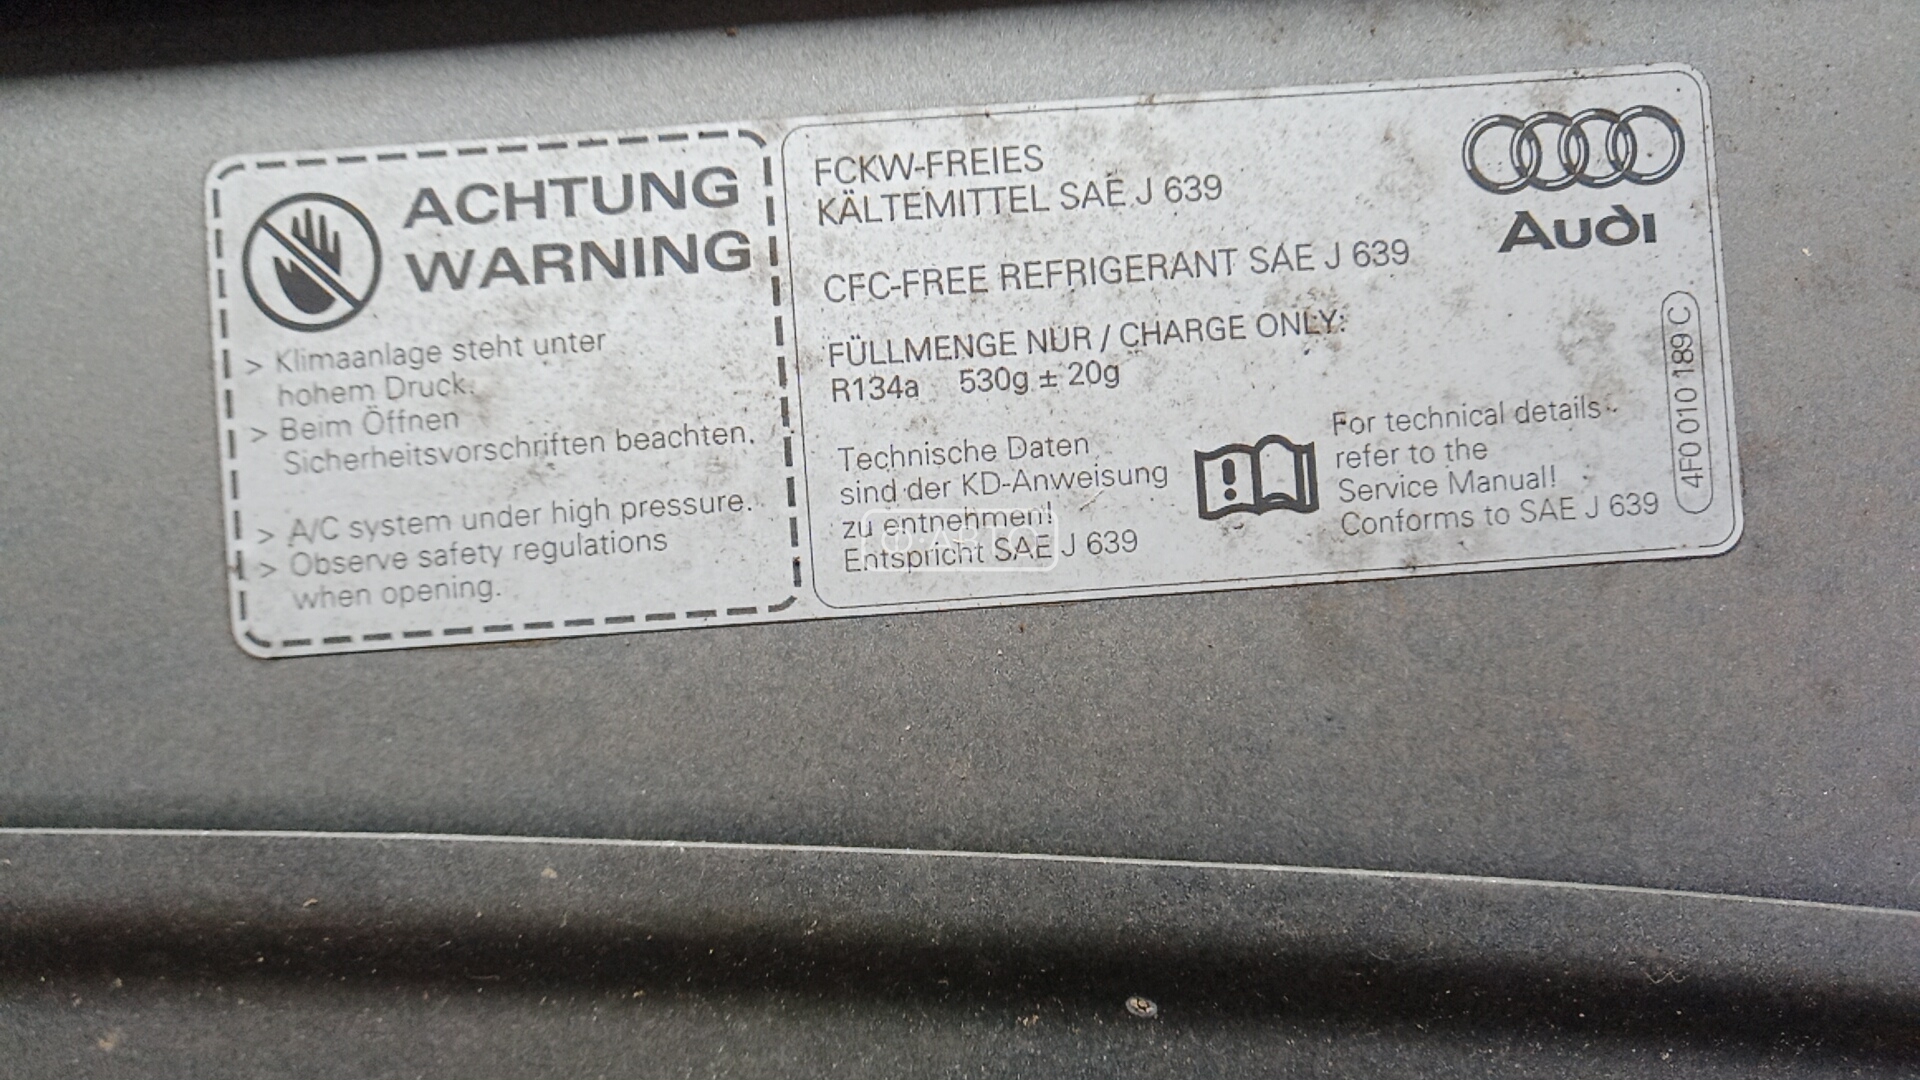 ACHTUNG
WARNING
> Klimaanlage steht unter
hohem Druck.
> Beim Öffnen
Sicherheitsvorschriften beachten.
> A/C system under high pressure.
> Observe safety regulations
when opening.
FCKW-FREIES
KÄLTEMITTEL SAE J 639
CFC-FREE REFRIGERANT SAE J 639
FÜLLMENGE NUR / CHARGE ONLY:
R134a 530g ± 20g
Technische Daten
sind der KD-Anweisung
zu entnehmen!
Entspricht SAE J 639
For technical details
refer to the
Service Manual!
Conforms to SAE J 639
Audi
4F0 010 189 C